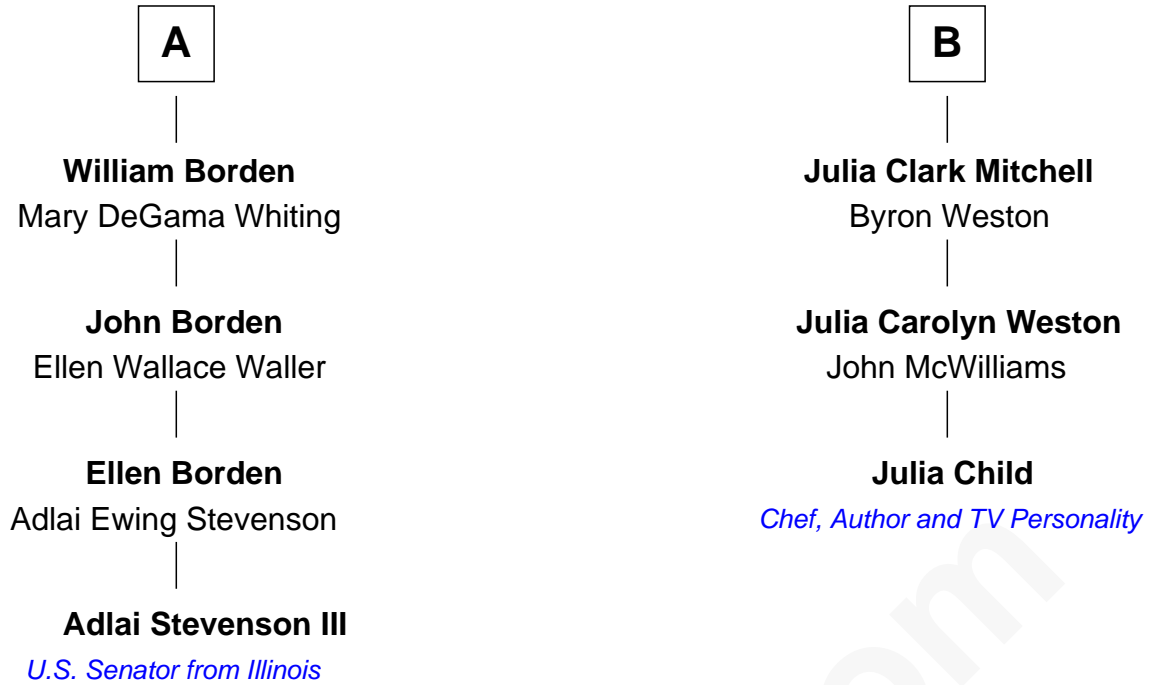 A
William Borden
Mary DeGama Whiting
John Borden
Ellen Wallace Waller
Ellen Borden
Adlai Ewing Stevenson
Adlai Stevenson III
U.S. Senator from Illinois
B
Julia Clark Mitchell
Byron Weston
Julia Carolyn Weston
John McWilliams
Julia Child
Chef, Author and TV Personality
om